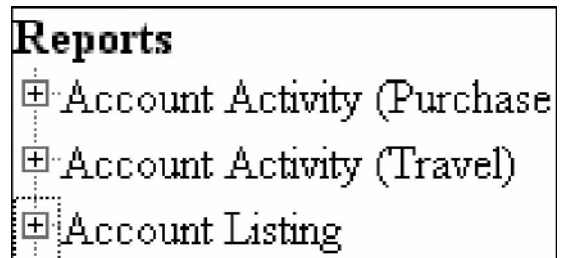 Reports
Account Activity (Purchase
Account Activity (Travel)
Account Listing